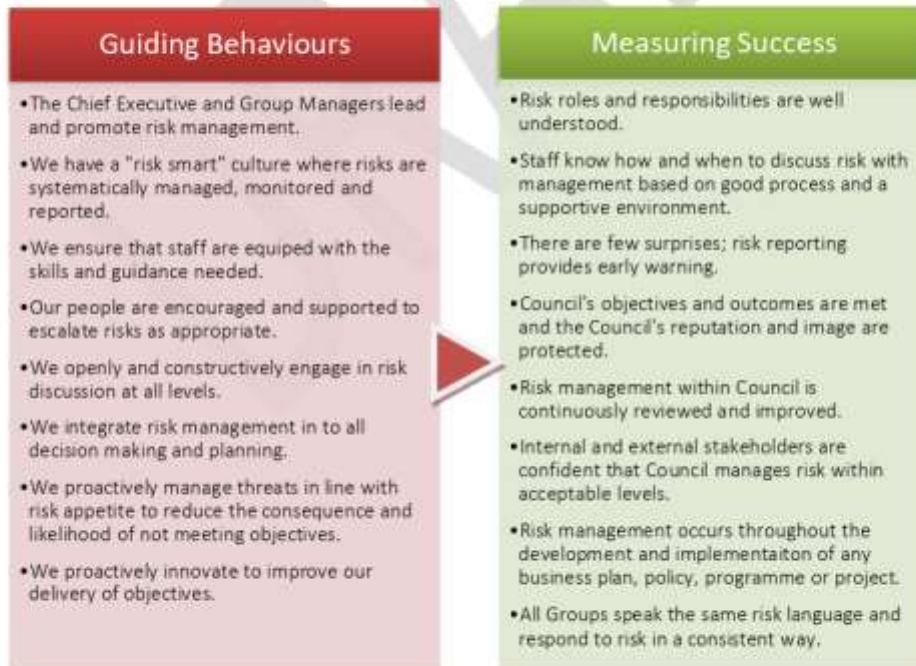 Guiding Behaviours
•The Chief Executive and Group Managers lead
and promote risk management.
•We have a "risk smart" culture where risks are
systematically managed, monitored and
reported.
•We ensure that staff are equiped with the
skills and guidance needed.
•Our people are encouraged and supported to
escalate risks as appropriate.
•We openly and constructively engage in risk
discussion at all levels.
•We integrate risk management in to all
decision making and planning.
•We proactively manage threats in line with
risk appetite to reduce the consequence and
likelihood of not meeting objectives.
•We proactively innovate to improve our
delivery of objectives.
Measuring Success
•Risk roles and responsibilities are well
understood.
•Staff know how and when to discuss risk with
management based on good process and a
supportive environment.
•There are few surprises; risk reporting
provides early warning.
•Council's objectives and outcomes are met
and the Council's reputation and image are
protected.
•Risk management within Council is
continuously reviewed and improved.
•Internal and external stakeholders are
confident that Council manages risk within
acceptable levels.
•Risk management occurs throughout the
development and implementaiton of any
business plan, policy, programme or project.
•All Groups speak the same risk language and
respond to risk in a consistent way.